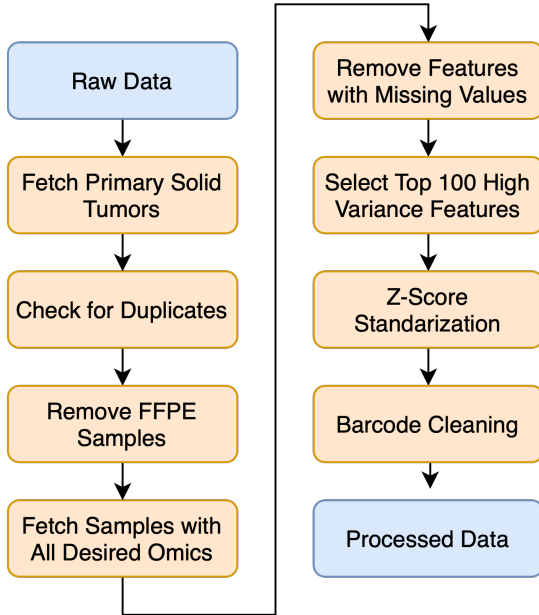 Raw Data
Fetch Primary Solid
Tumors
Check for Duplicates
Remove FFPE
Samples
Fetch Samples with
All Desired Omics
Remove Features
with Missing Values
Select Top 100 High
Variance Features
Z-Score
Standarization
Barcode Cleaning
Processed Data